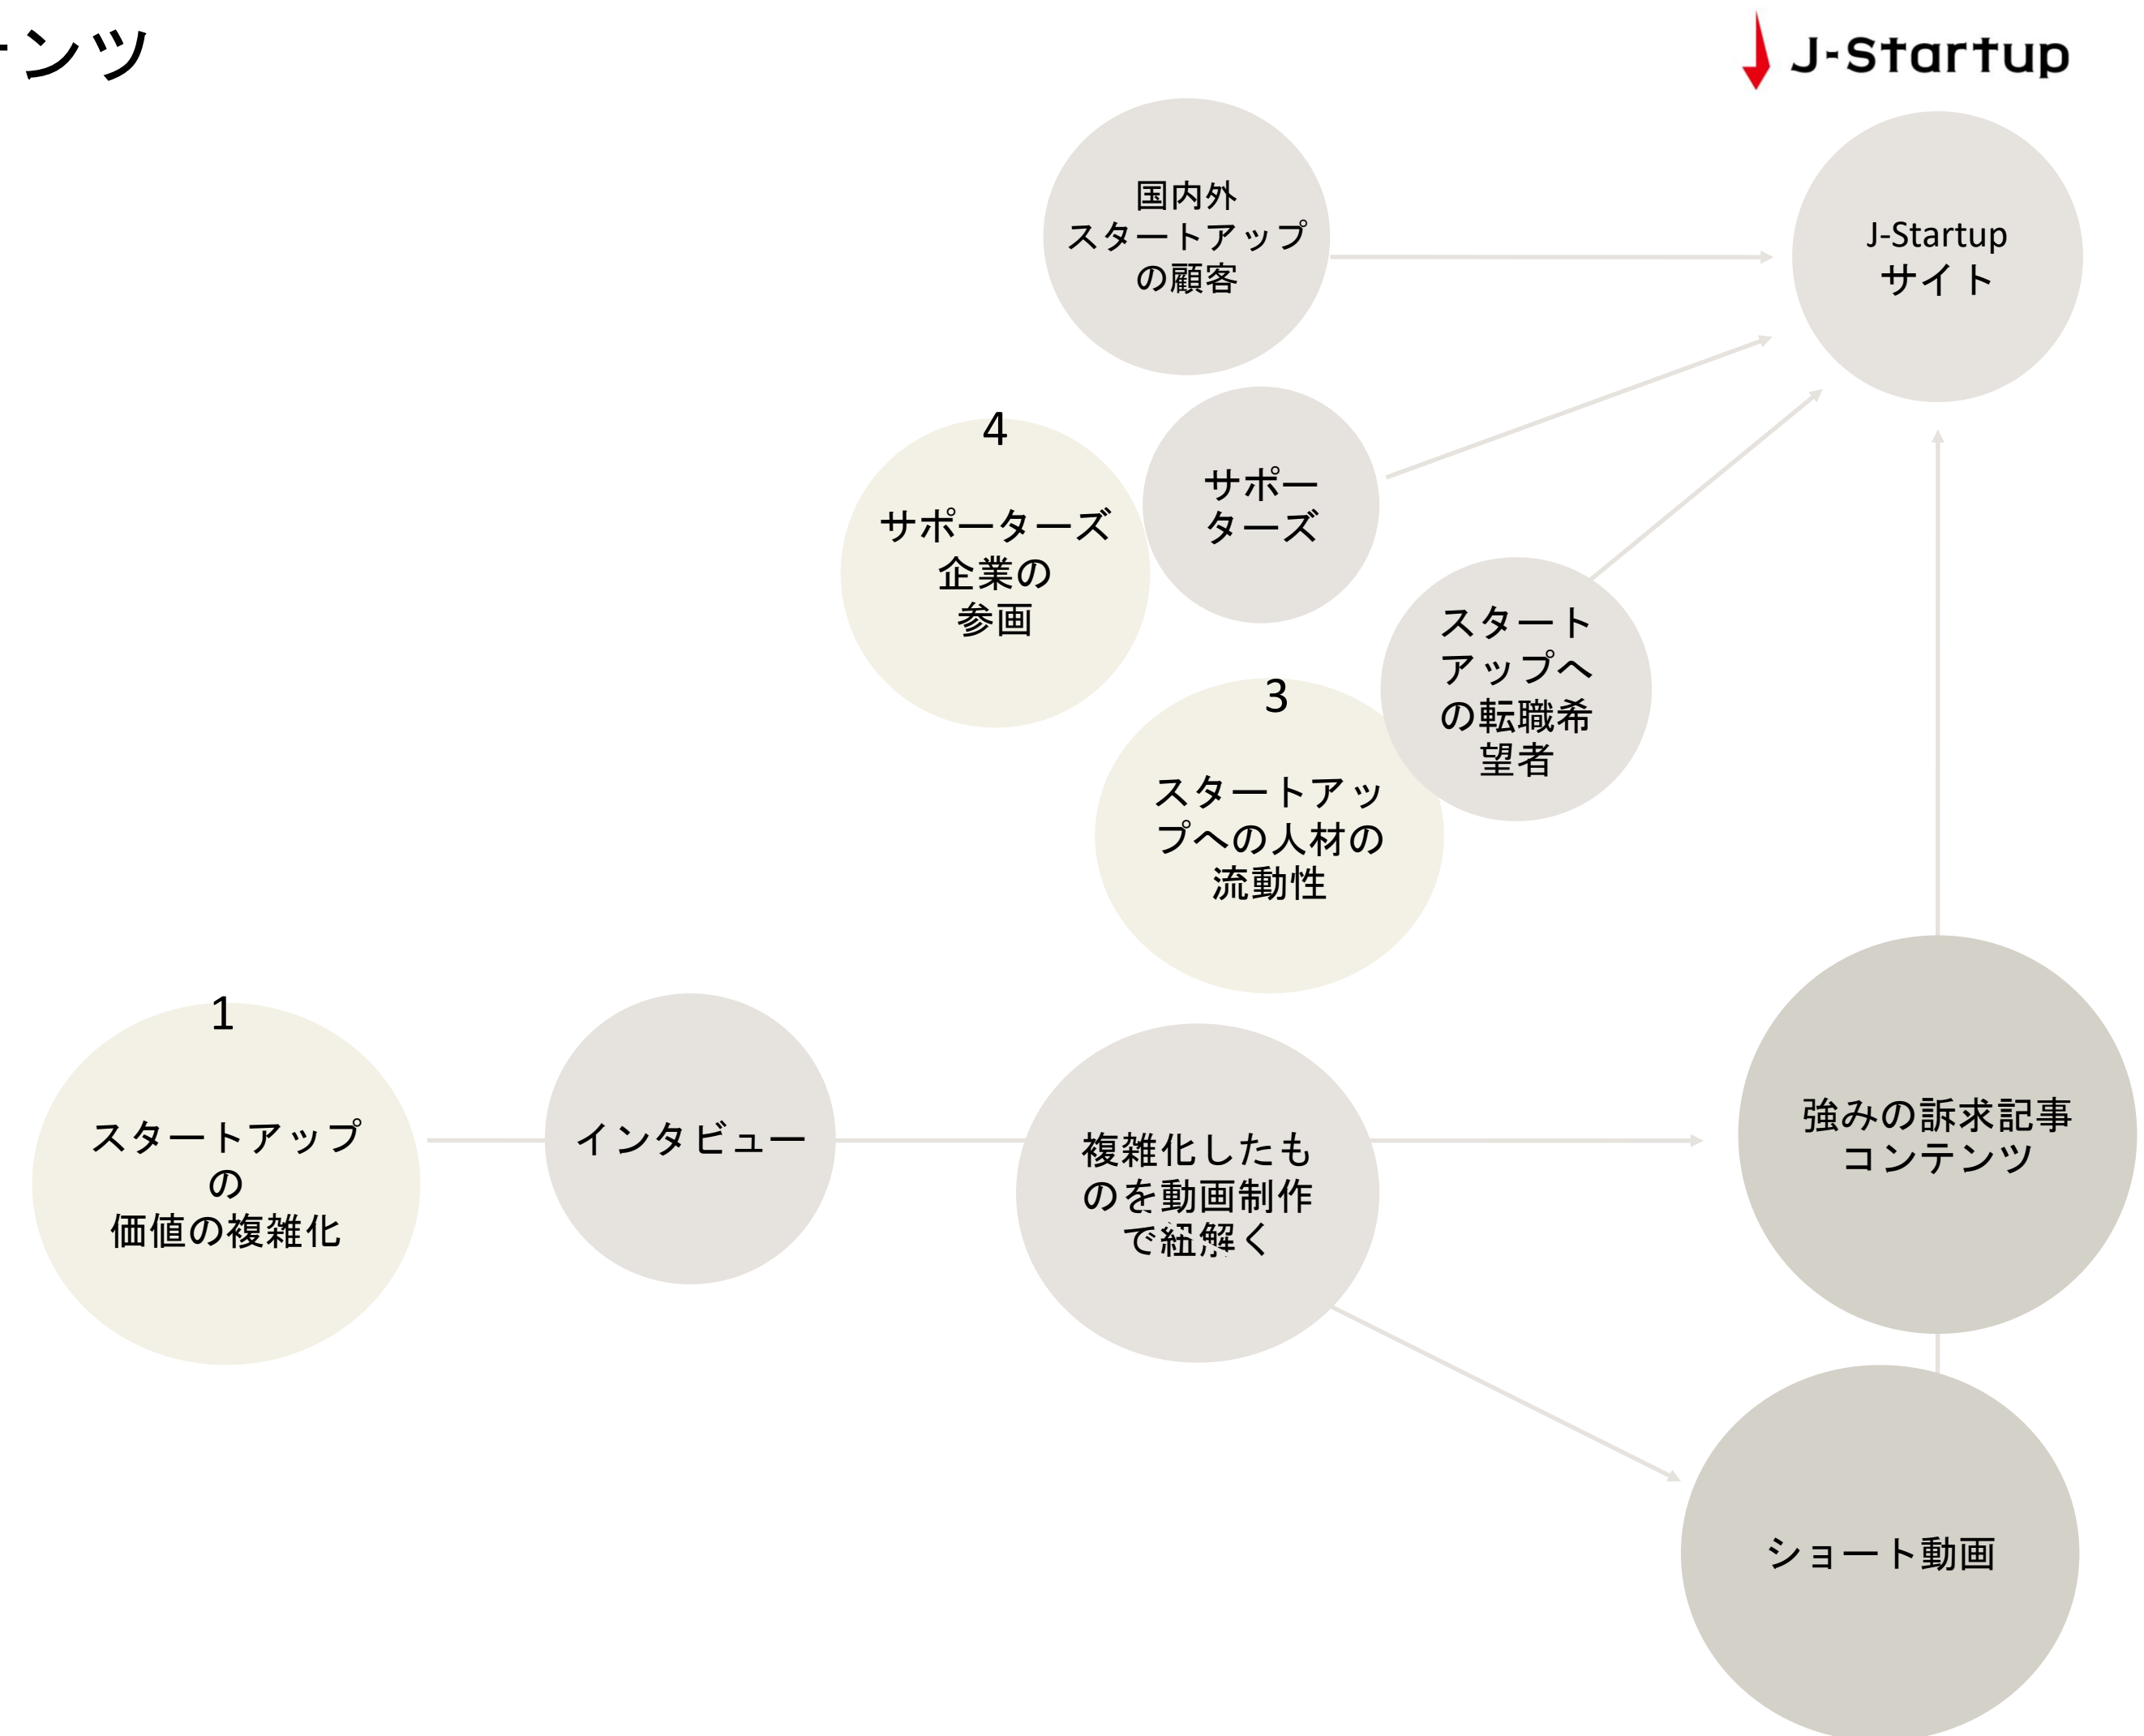 ンツ
J-Startup
国内外
スタートアップ
の顧客
J-Startup
サイト
4
サポーターズ
企業の
参画
サポー
ターズ
スタート
アップへ
の転職希
望者
3
スタートアッ
プへの人材の
流動性
1
スタートアップ
の
価値の複雑化
インタビュー
複雑化したも
のを動画制作
で紐解く
強みの訴求記事
コンテンツ
ショート動画